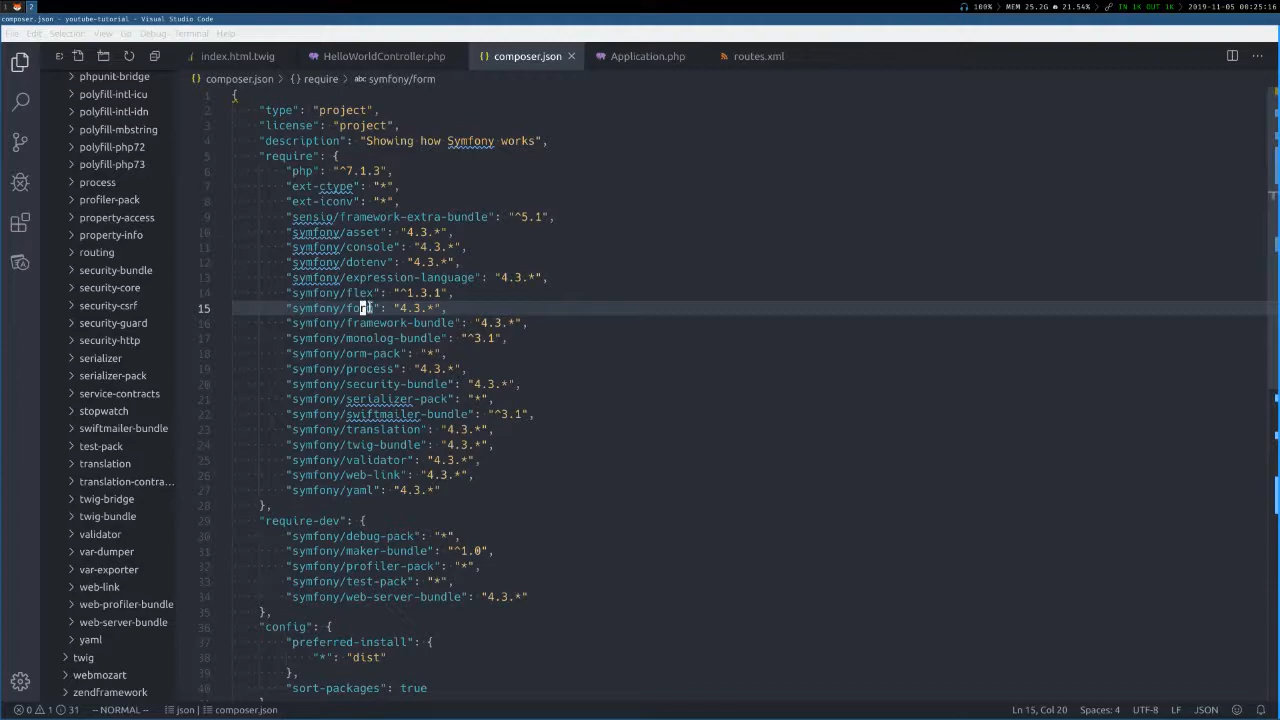 1 2 100% MEM 25.2G 21.54% IN 1K OUT 1K 2019-11-05 00:25:16
composer.json - youtube-tutorial - Visual Studio Code
File Edit Selection View Go Debug Terminal Help
index.html.twig HelloWorldController.php {} composer.json Application.php routes.xml
{} composer.json > {} require > abc symfony/form
phpunit-bridge
polyfill-intl-icu
polyfill-intl-idn
polyfill-mbstring
polyfill-php72
polyfill-php73
process
profiler-pack
property-access
property-info
routing
security-bundle
security-core
security-csrf
security-guard
security-http
serializer
serializer-pack
service-contracts
stopwatch
swiftmailer-bundle
test-pack
translation
translation-contra...
twig-bridge
twig-bundle
validator
var-dumper
var-exporter
web-link
web-profiler-bundle
web-server-bundle
yaml
twig
webmozart
zendframework
1 {
2 "type": "project",
3 "license": "project",
4 "description": "Showing how Symfony works",
5 "require": {
6 "php": "^7.1.3",
7 "ext-ctype": "*",
8 "ext-iconv": "*",
9 "sensio/framework-extra-bundle": "^5.1",
10 "symfony/asset": "4.3.*",
11 "symfony/console": "4.3.*",
12 "symfony/dotenv": "4.3.*",
13 "symfony/expression-language": "4.3.*",
14 "symfony/flex": "^1.3.1",
15 "symfony/form": "4.3.*",
16 "symfony/framework-bundle": "4.3.*",
17 "symfony/monolog-bundle": "^3.1",
18 "symfony/orm-pack": "*",
19 "symfony/process": "4.3.*",
20 "symfony/security-bundle": "4.3.*",
21 "symfony/serializer-pack": "*",
22 "symfony/swiftmailer-bundle": "^3.1",
23 "symfony/translation": "4.3.*",
24 "symfony/twig-bundle": "4.3.*",
25 "symfony/validator": "4.3.*",
26 "symfony/web-link": "4.3.*",
27 "symfony/yaml": "4.3.*"
28 },
29 "require-dev": {
30 "symfony/debug-pack": "*",
31 "symfony/maker-bundle": "^1.0",
32 "symfony/profiler-pack": "*",
33 "symfony/test-pack": "*",
34 "symfony/web-server-bundle": "4.3.*"
35 },
36 "config": {
37 "preferred-install": {
38 "*": "dist"
39 },
40 "sort-packages": true
0 1 31 -- NORMAL -- json composer.json Ln 15, Col 20 Spaces: 4 UTF-8 LF JSON